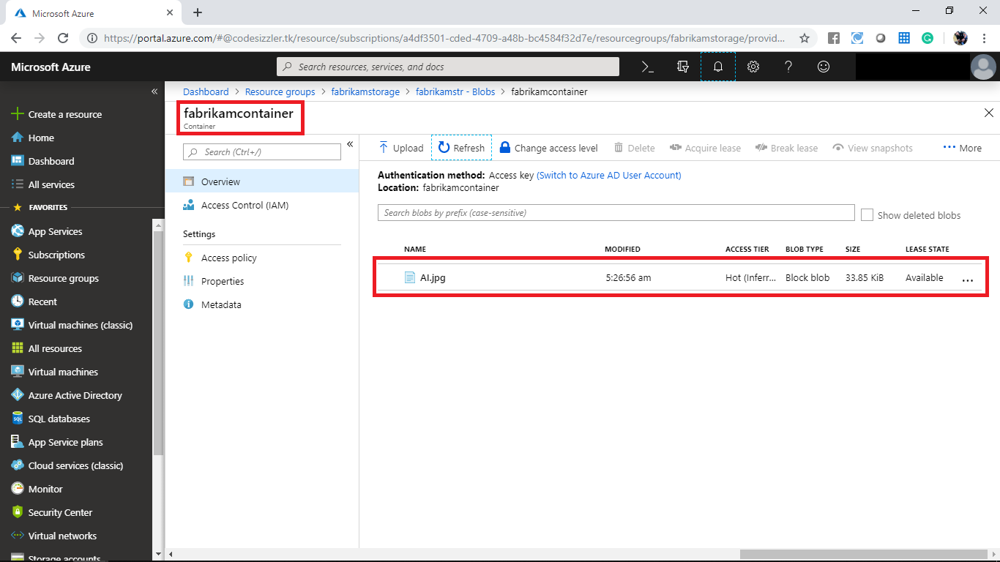 Microsoft Azure
https://portal.azure.com/#@codesizzler.tk/resource/subscriptions/a4df3501-cded-4709-a48b-bc4584f32d7e/resourcegroups/fabrikamstorage/provid...
Microsoft Azure
Search resources, services, and docs
Create a resource
Home
Dashboard
All services
FAVORITES
App Services
Subscriptions
Resource groups
Recent
Virtual machines (classic)
All resources
Virtual machines
Azure Active Directory
SQL databases
App Service plans
Cloud services (classic)
Monitor
Security Center
Virtual networks
Storage accounts
Dashboard > Resource groups > fabrikamstorage > fabrikamstr - Blobs > fabrikamcontainer
fabrikamcontainer
Container
Search (Ctrl+/)
Overview
Access Control (IAM)
Settings
Access policy
Properties
Metadata
Upload Refresh Change access level Delete Acquire lease Break lease View snapshots ... More
Authentication method: Access key (Switch to Azure AD User Account)
Location: fabrikamcontainer
Search blobs by prefix (case-sensitive) Show deleted blobs
NAME MODIFIED ACCESS TIER BLOB TYPE SIZE LEASE STATE
AI.jpg 5:26:56 am Hot (Inferr... Block blob 33.85 KiB Available ...